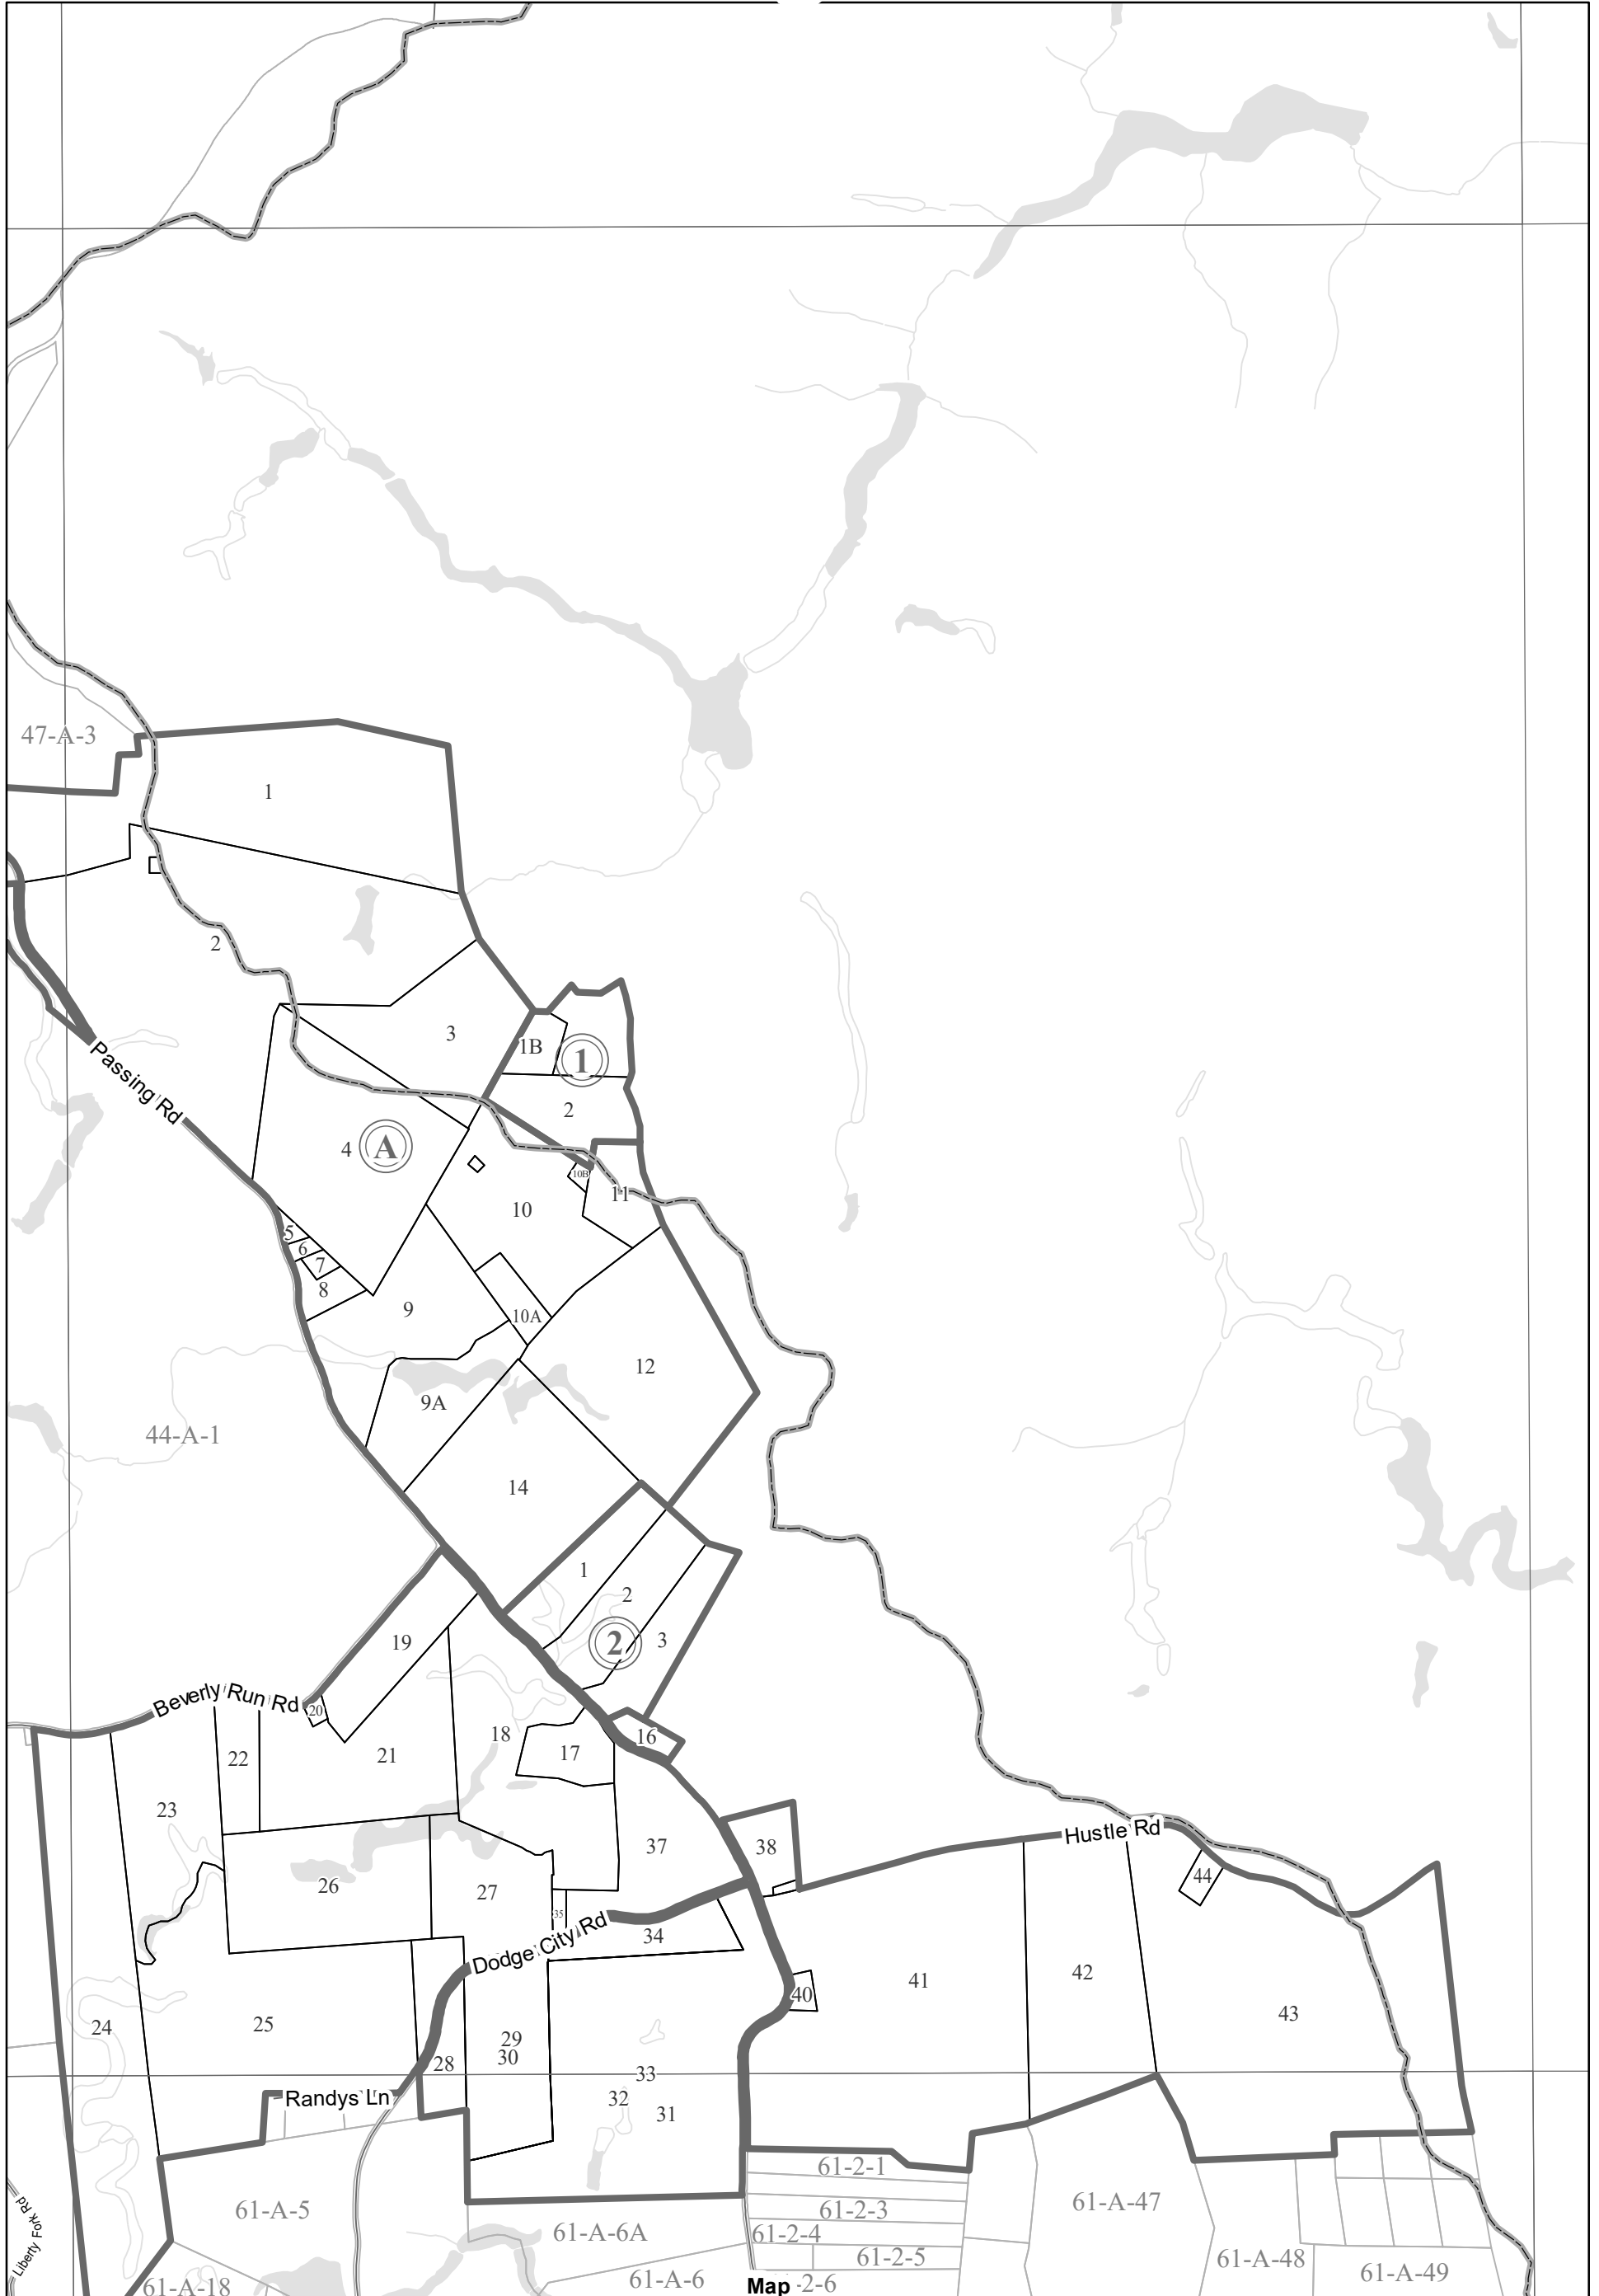 47-A-3
1
2
3
1B
1
2
4
A
10B
11
10
5
6
7
8
9
10A
12
9A
44-A-1
Passing Rd
14
1
2
3
2
19
Beverly Run Rd
20
18
16
17
22
21
23
37
38
Hustle Rd
44
26
27
35
34
Dodge City Rd
41
42
40
43
24
25
29
30
28
33
32
31
Randys Ln
61-2-1
61-A-5
61-2-3
61-A-47
61-A-6A
61-2-4
61-2-5
61-A-48
61-A-49
Liberty Fork Rd
61-A-18
61-A-6
Map
-2-6